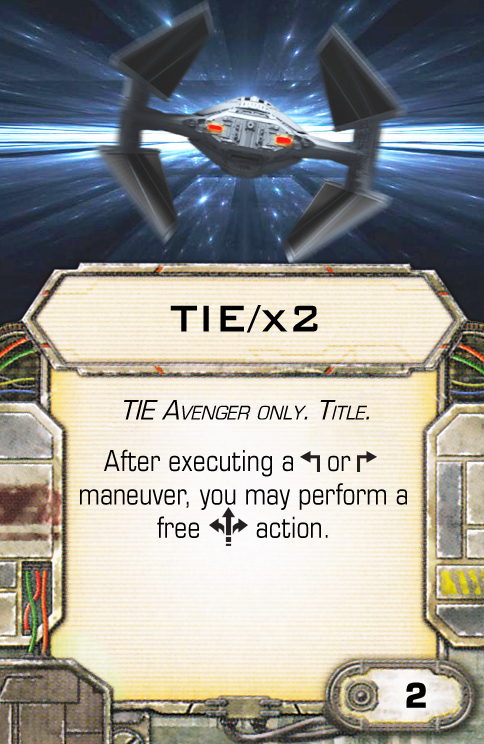 TIE/x2
TIE Avenger only. Title.
After executing a ↰ or ↱
maneuver, you may perform a
free action.
2